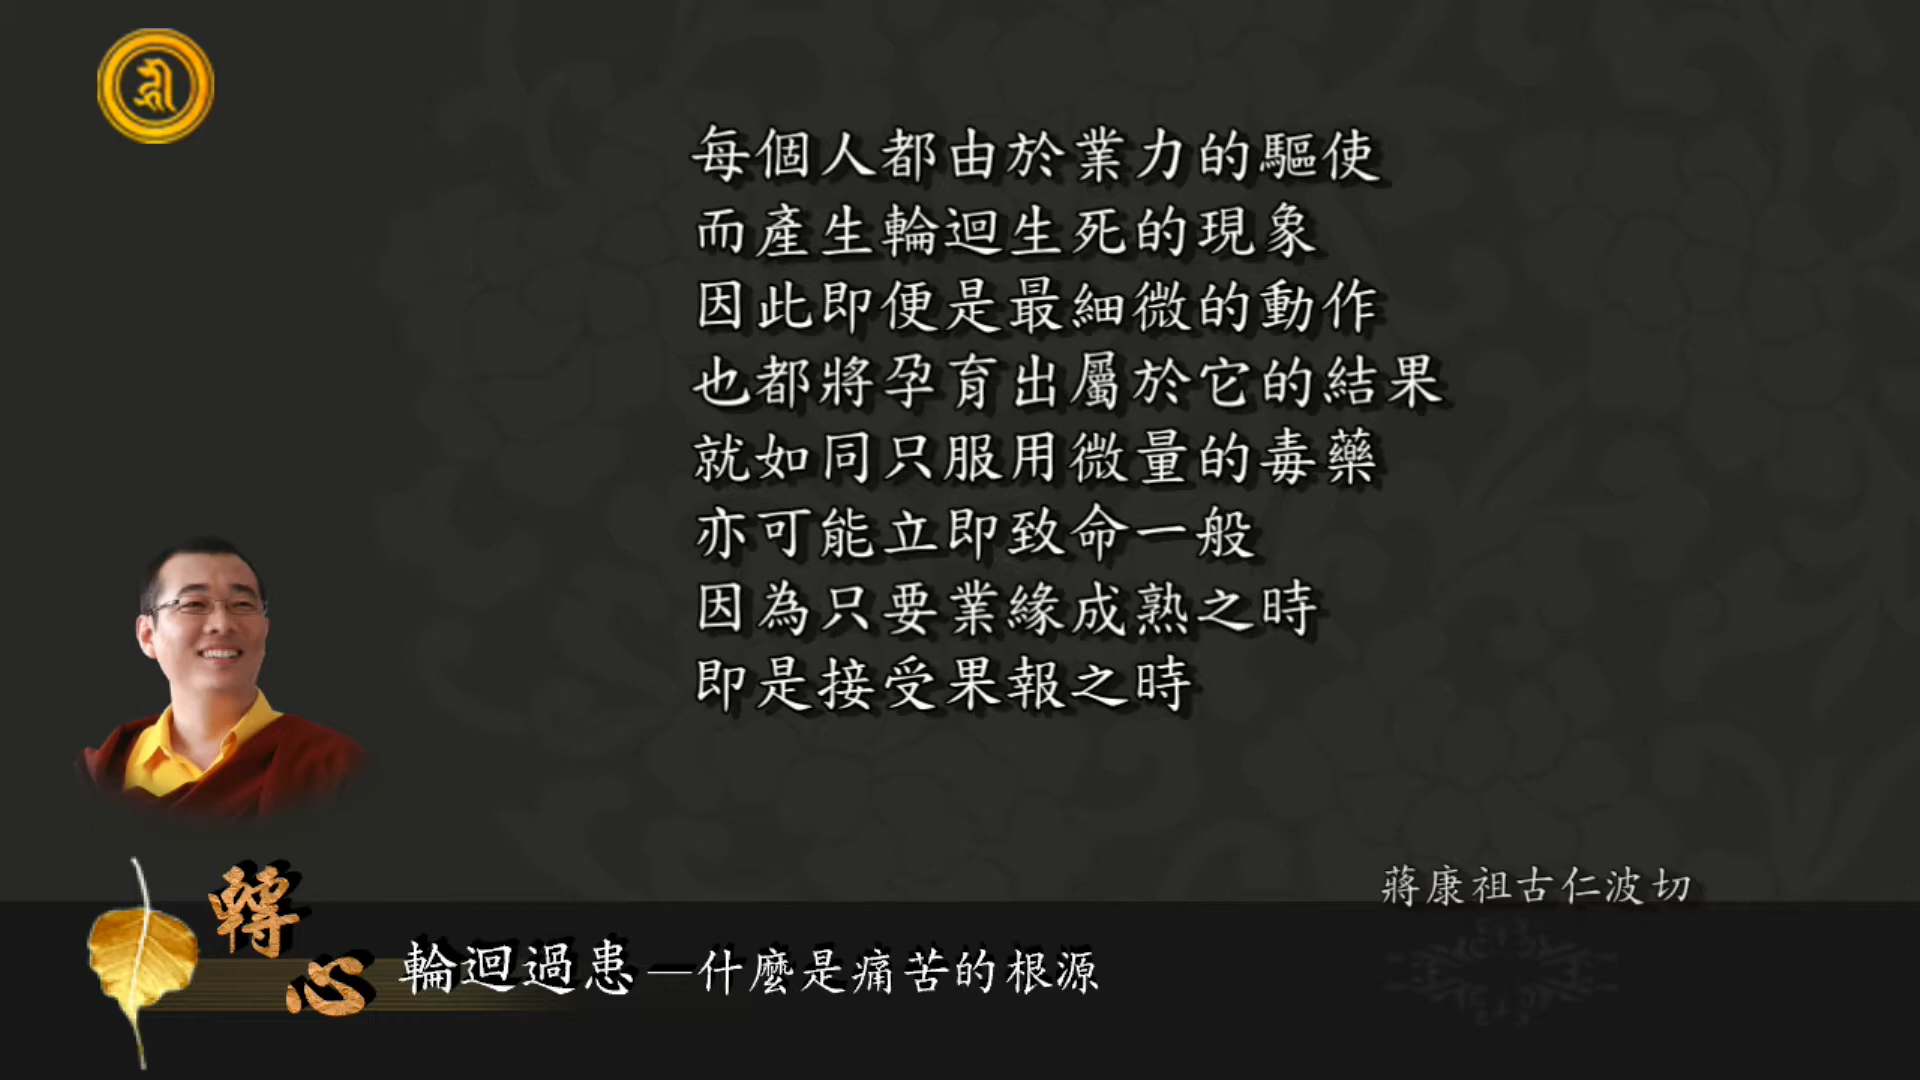 每個人都由於業力的驅使
而產生輪迴生死的現象
因此即便是最細微的動作
也都將孕育出屬於它的結果
就如同只服用微量的毒藥
亦可能立即致命一般
因為只要業緣成熟之時
即是接受果報之時
蔣康祖古仁波切
轉心
輪迴過患—什麼是痛苦的根源